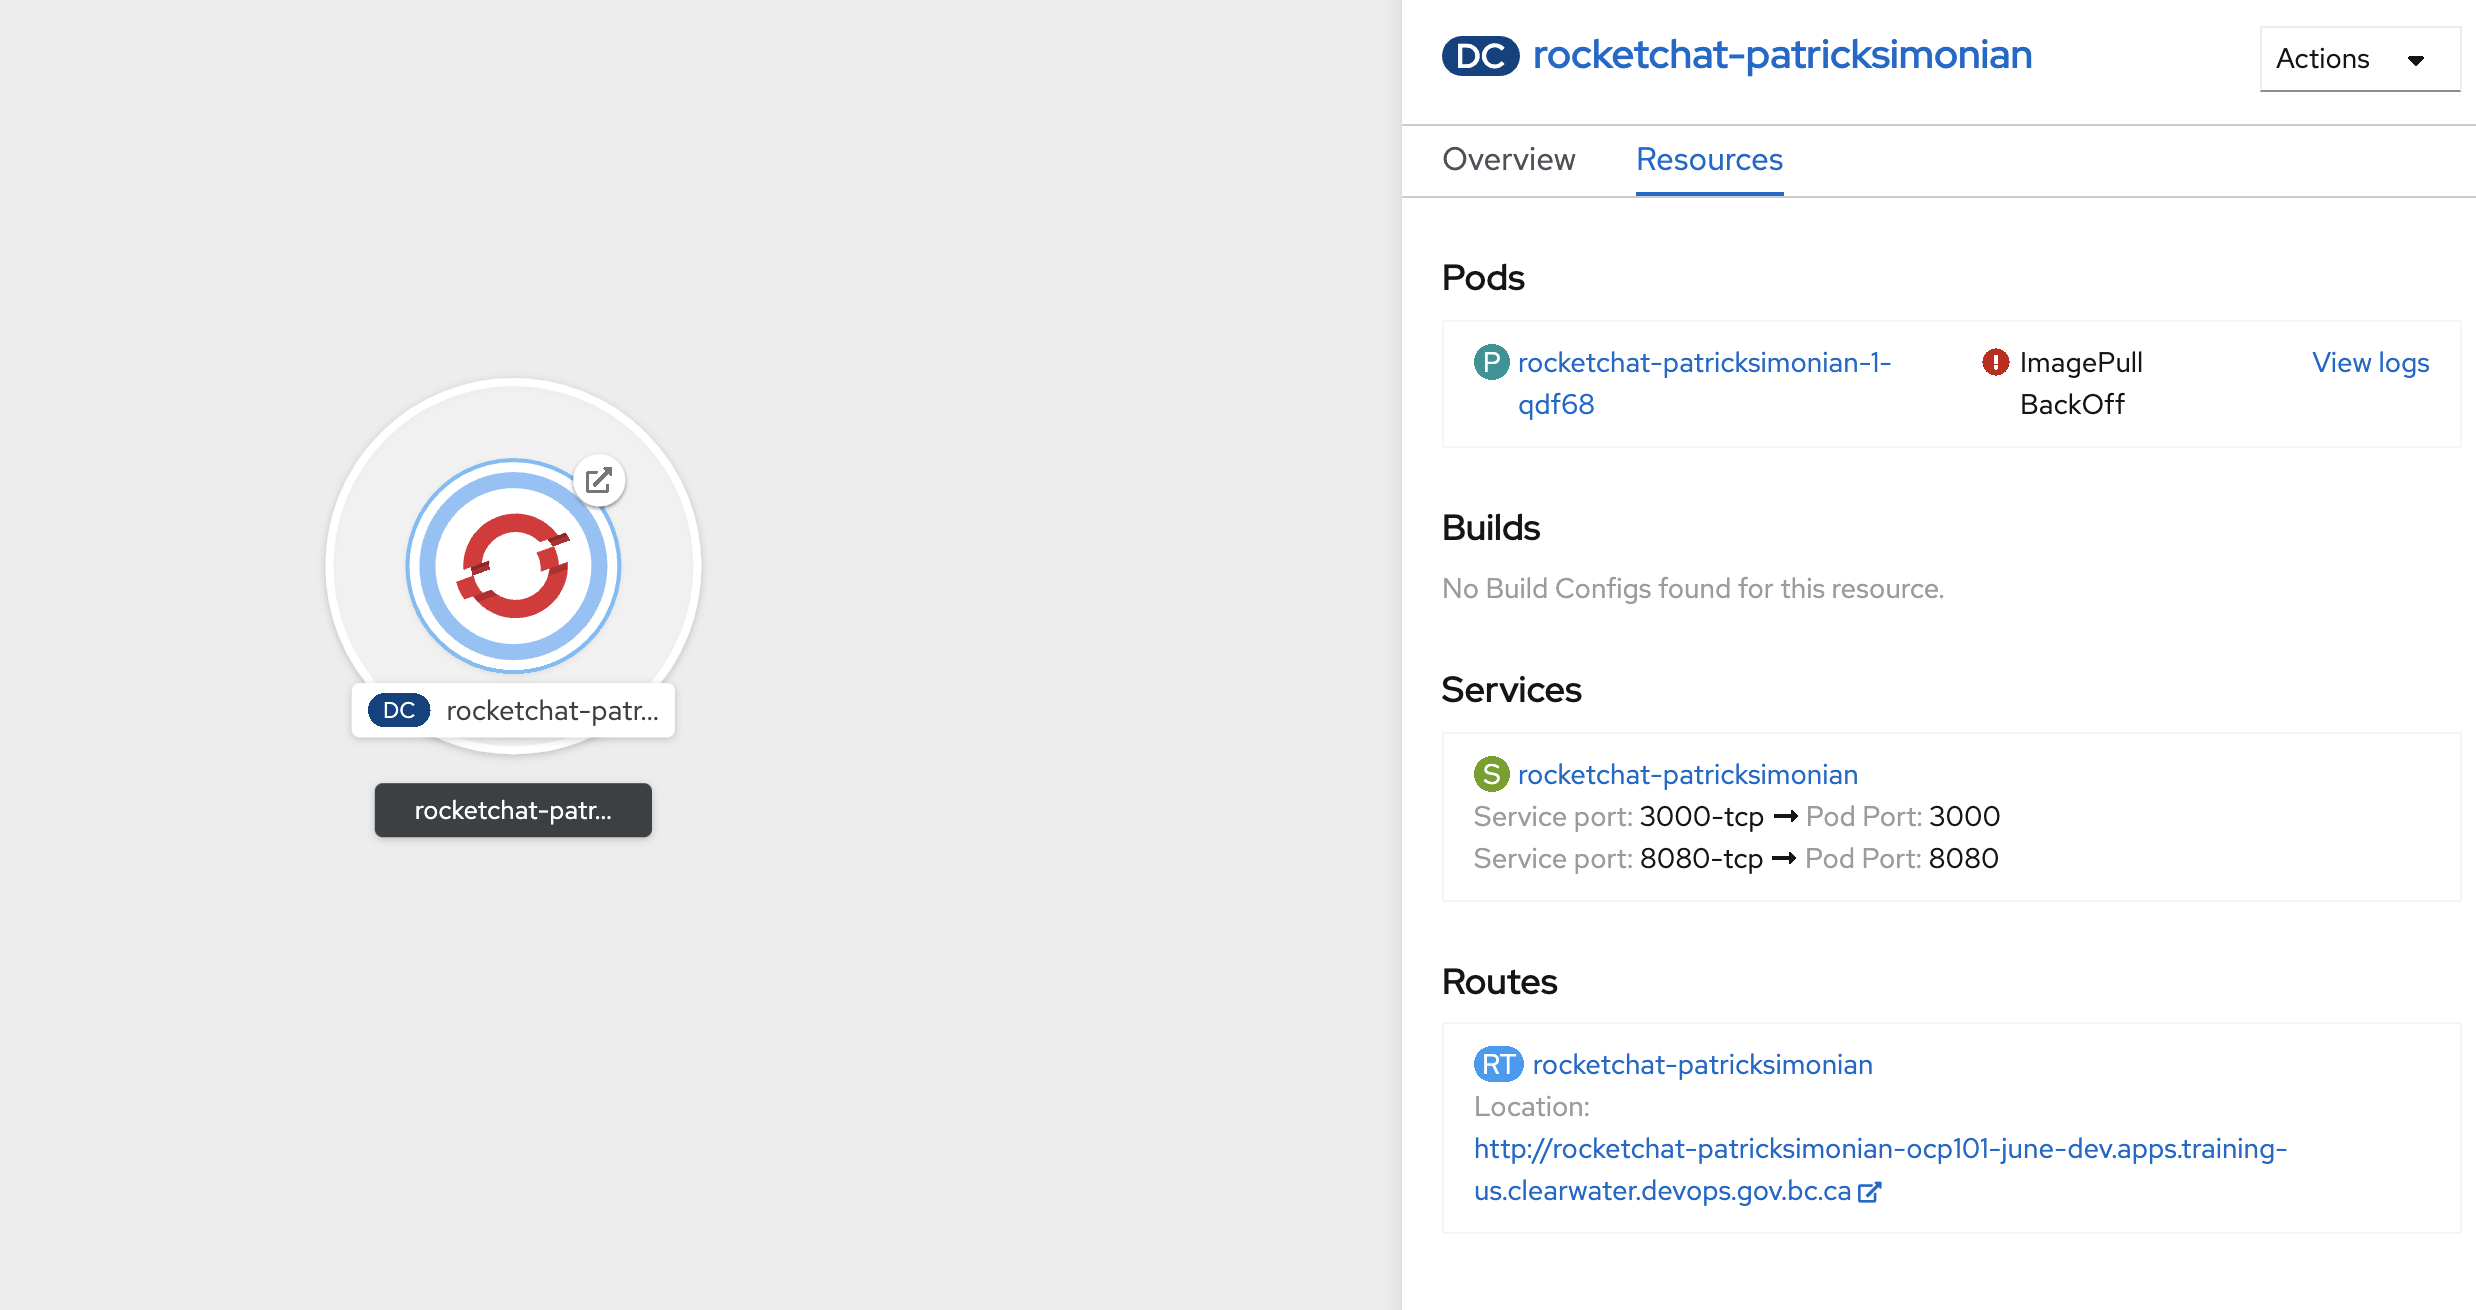 DC rocketchat-patr...
rocketchat-patr...
DC rocketchat-patricksimonian
Actions
Overview Resources
Pods
P rocketchat-patricksimonian-1-
qdf68
ImagePull
BackOff
View logs
Builds
No Build Configs found for this resource.
Services
S rocketchat-patricksimonian
Service port: 3000-tcp → Pod Port: 3000
Service port: 8080-tcp → Pod Port: 8080
Routes
RT rocketchat-patricksimonian
Location:
http://rocketchat-patricksimonian-ocp101-june-dev.apps.training-
us.clearwater.devops.gov.bc.ca